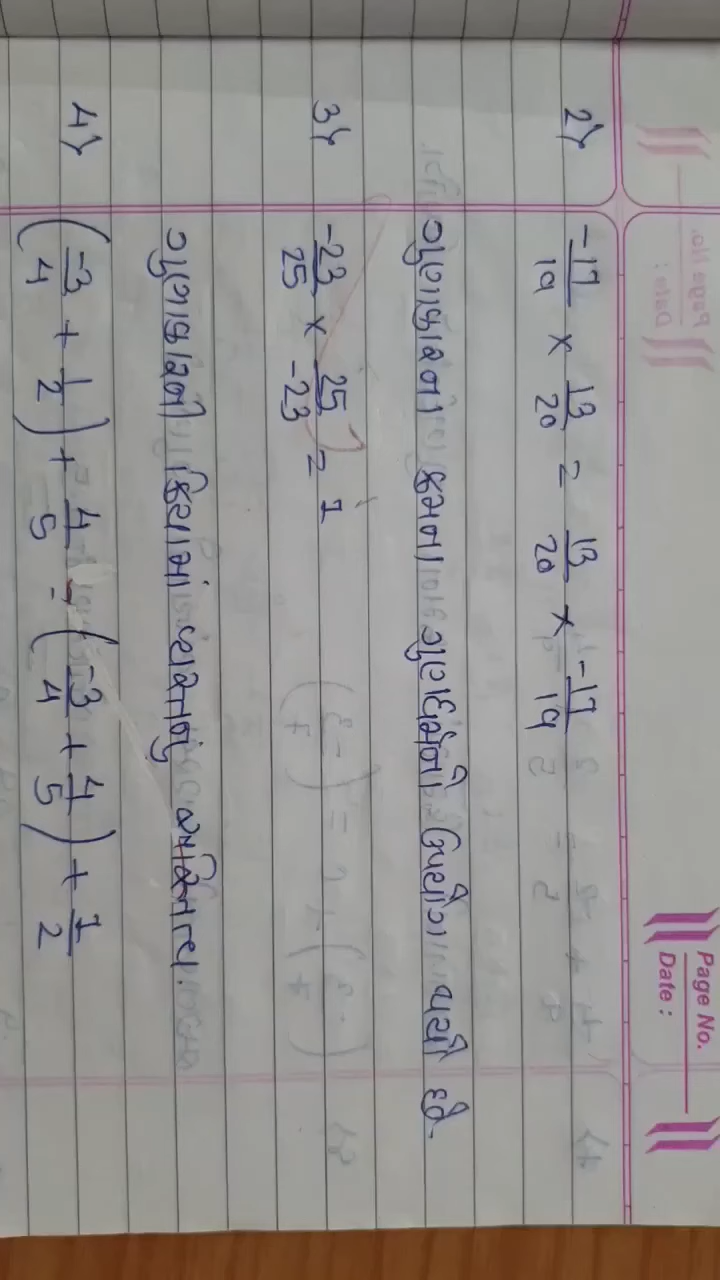 Page No.
Date :
2) -17/19 × 13/20 = 13/20 × -17/19
ગુણાકારના ક્રમના ગુણધર્મનો ઉપયોગ થયો છે.
3) -23/25 × 25/-23 = 1
ગુણાકારની ક્રિયામાં વ્યસ્તનું અસ્તિત્વ.
4) (-3/4 + 1/2) + 4/5 = (-3/4 + 4/5) + 1/2